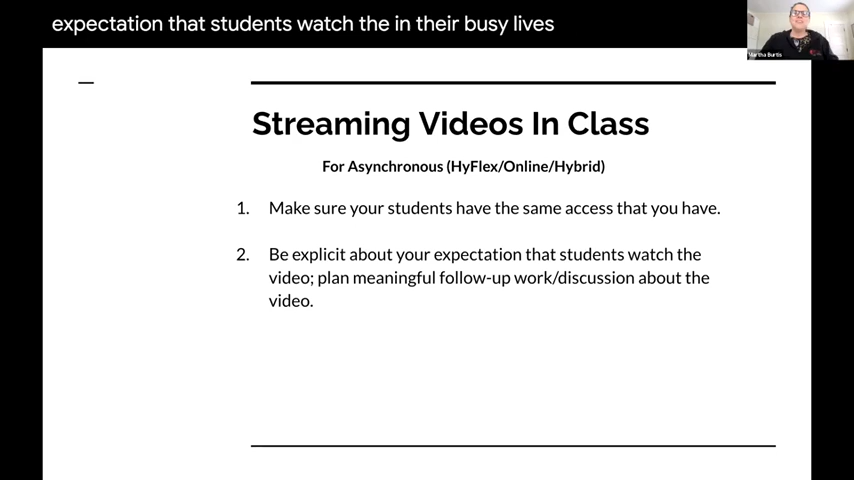 expectation that students watch the in their busy lives
Martha Burtis
Streaming Videos In Class
For Asynchronous (HyFlex/Online/Hybrid)
1. Make sure your students have the same access that you have.
2. Be explicit about your expectation that students watch the
video; plan meaningful follow-up work/discussion about the
video.